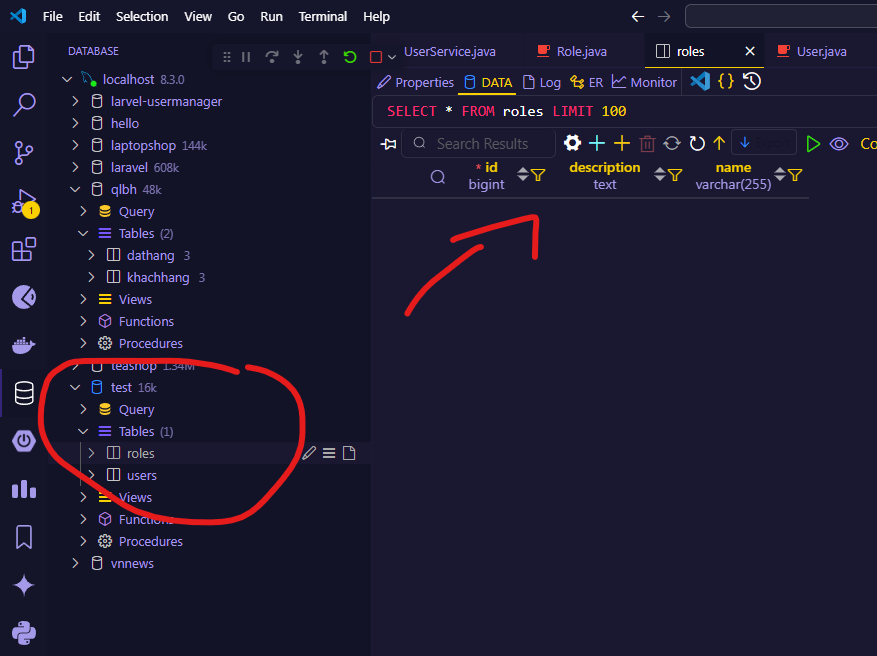 File Edit Selection View Go Run Terminal Help
DATABASE
localhost 8.3.0
larvel-usermanager
hello
laptopshop 144k
laravel 608k
qlbh 48k
Query
Tables (2)
dathang 3
khachhang 3
Views
Functions
Procedures
teashop 1.34M
test 16k
Query
Tables (1)
roles
users
Views
Functions
Procedures
vnnews
1
UserService.java Role.java roles User.java
Properties DATA Log ER Monitor
SELECT * FROM roles LIMIT 100
Search Results Co
* id description name
bigint text varchar(255)